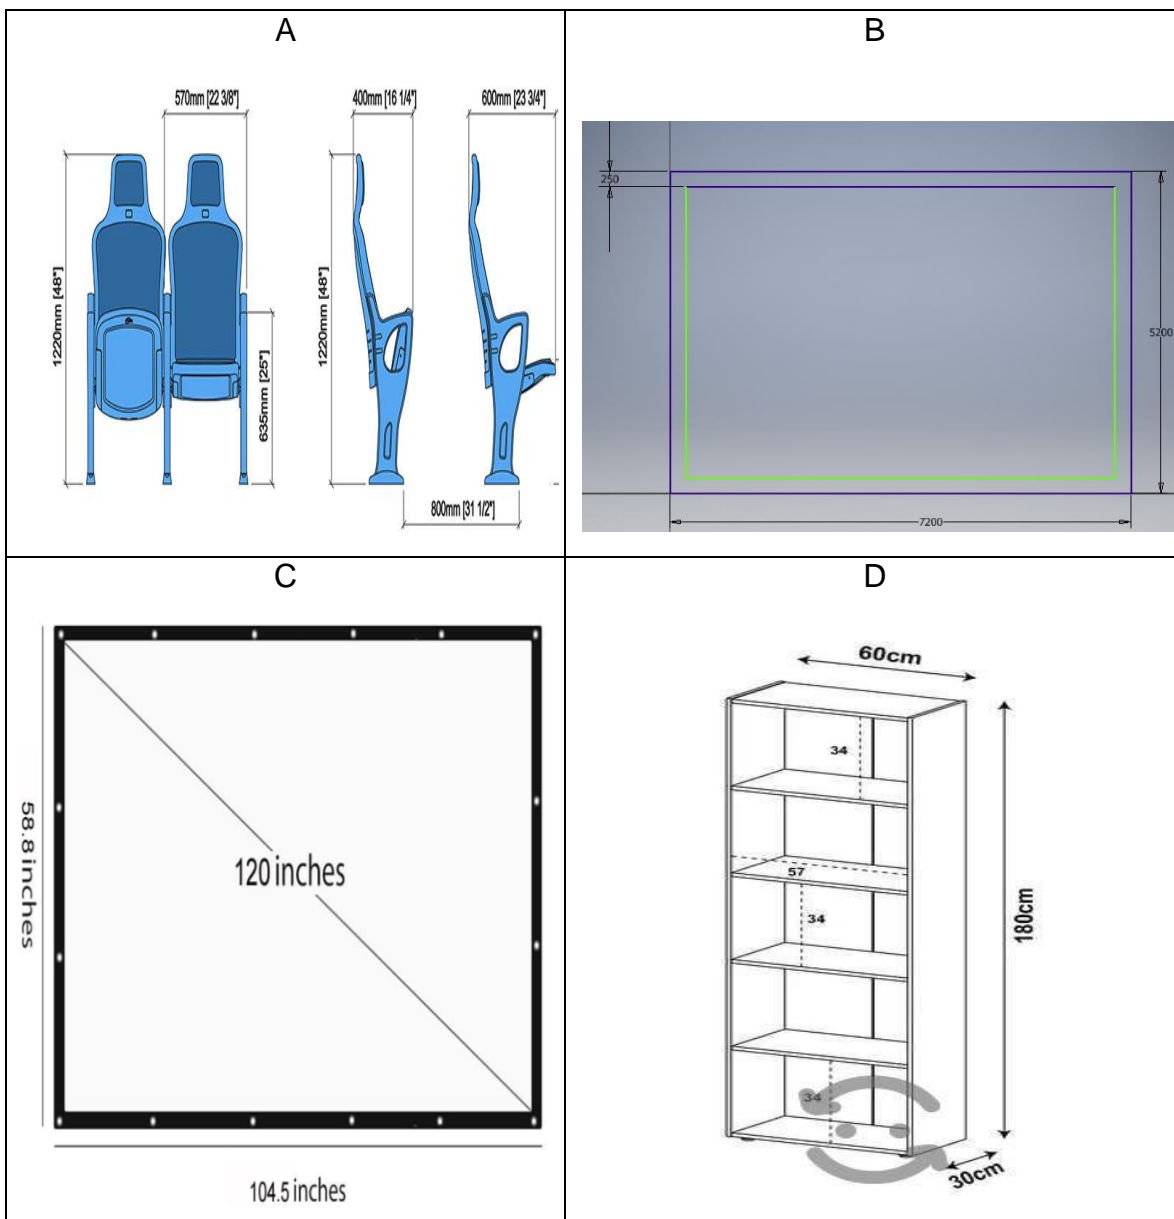 A
570mm [22 3/8"]
400mm [16 1/4"]
600mm [23 3/4"]
1220mm [48"]
635mm [25"]
1220mm [48"]
800mm [31 1/2"]
B
250
5200
7200
C
58.8 inches
120 inches
104.5 inches
D
60cm
34
57
34
180cm
34
30cm